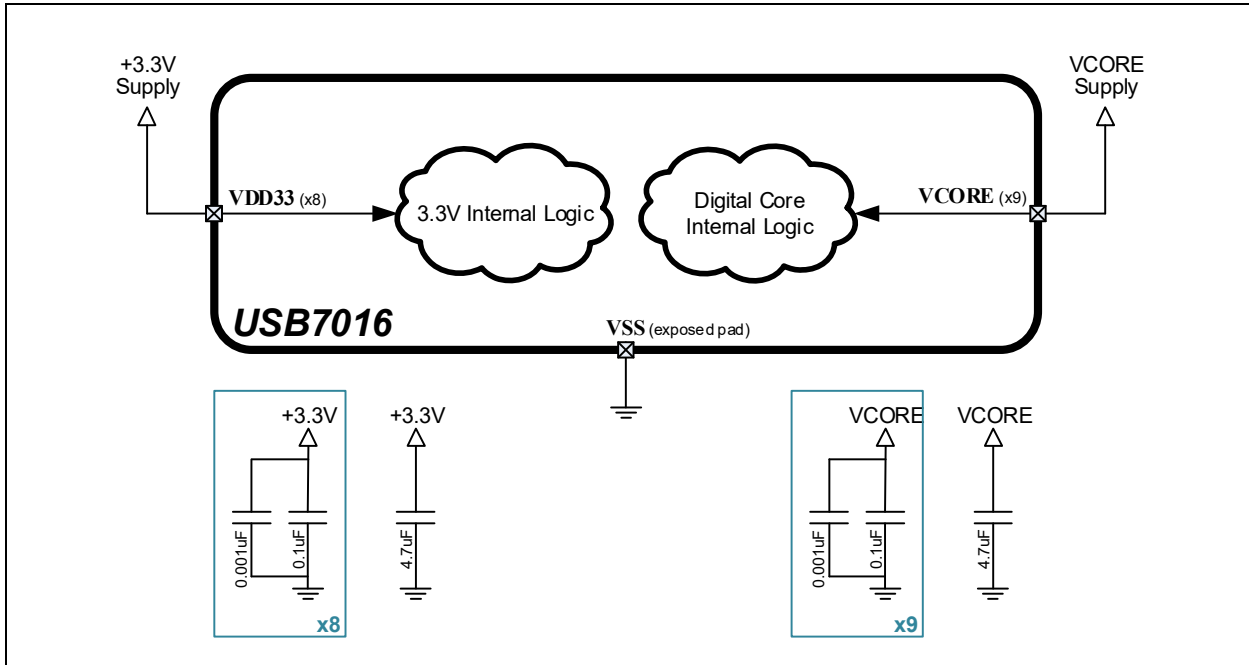 +3.3V
Supply
VCORE
Supply
VDD33 (x8)
3.3V Internal Logic
Digital Core
Internal Logic
VCORE (x9)
USB7016
VSS (exposed pad)
+3.3V
+3.3V
0.001uF
0.1uF
4.7uF
x8
VCORE
VCORE
0.001uF
0.1uF
4.7uF
x9